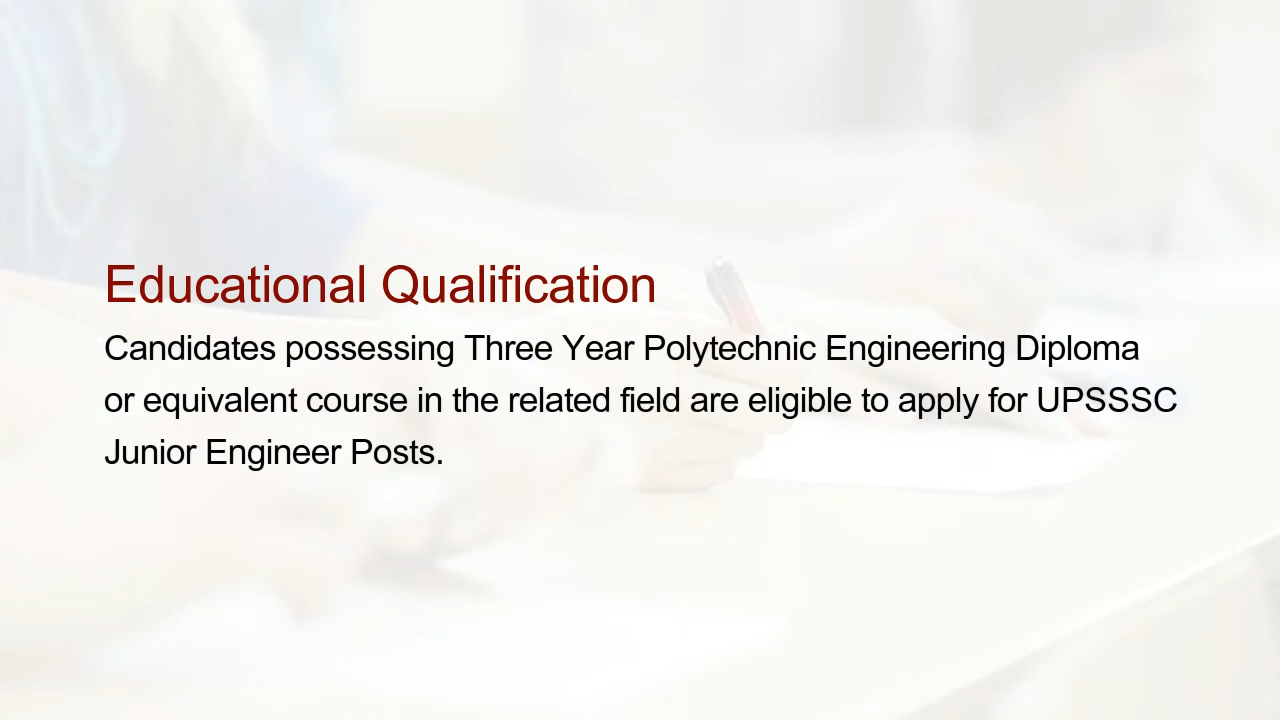 Educational Qualification
Candidates possessing Three Year Polytechnic Engineering Diploma
or equivalent course in the related field are eligible to apply for UPSSSC
Junior Engineer Posts.